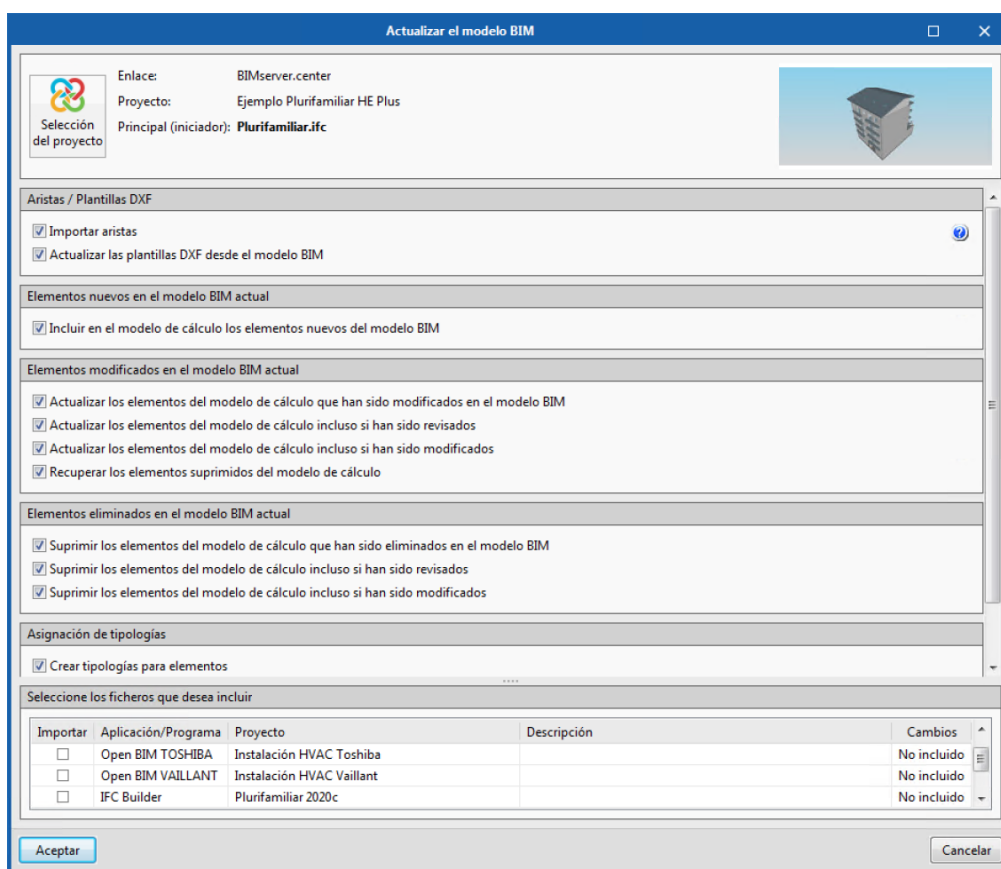 Actualizar el modelo BIM
Selección
del proyecto
Enlace: BIMserver.center
Proyecto: Ejemplo Plurifamiliar HE Plus
Principal (iniciador): Plurifamiliar.ifc
Aristas / Plantillas DXF
Importar aristas
Actualizar las plantillas DXF desde el modelo BIM
Elementos nuevos en el modelo BIM actual
Incluir en el modelo de cálculo los elementos nuevos del modelo BIM
Elementos modificados en el modelo BIM actual
Actualizar los elementos del modelo de cálculo que han sido modificados en el modelo BIM
Actualizar los elementos del modelo de cálculo incluso si han sido revisados
Actualizar los elementos del modelo de cálculo incluso si han sido modificados
Recuperar los elementos suprimidos del modelo de cálculo
Elementos eliminados en el modelo BIM actual
Suprimir los elementos del modelo de cálculo que han sido eliminados en el modelo BIM
Suprimir los elementos del modelo de cálculo incluso si han sido revisados
Suprimir los elementos del modelo de cálculo incluso si han sido modificados
Asignación de tipologías
Crear tipologías para elementos
Seleccione los ficheros que desea incluir
Importar Aplicación/Programa Proyecto Descripción Cambios
Open BIM TOSHIBA Instalación HVAC Toshiba No incluido
Open BIM VAILLANT Instalación HVAC Vaillant No incluido
IFC Builder Plurifamiliar 2020c No incluido
Aceptar Cancelar